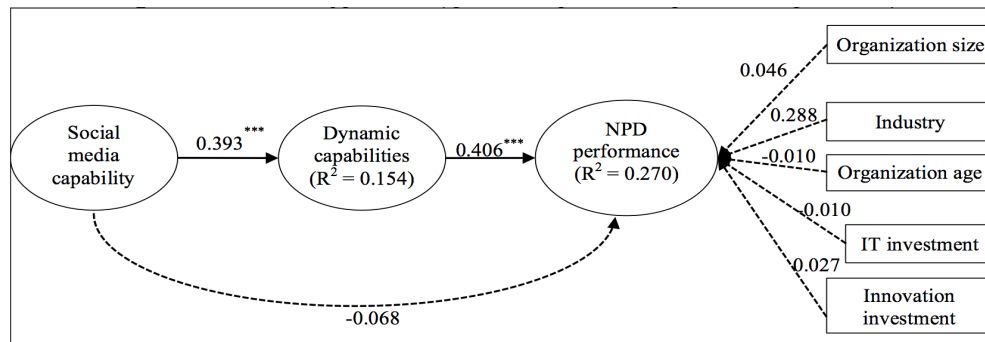 Social
media
capability
0.393***
Dynamic
capabilities
(R² = 0.154)
0.406***
NPD
performance
(R² = 0.270)
-0.068
0.046
Organization size
0.288
Industry
-0.010
Organization age
-0.010
IT investment
0.027
Innovation
investment